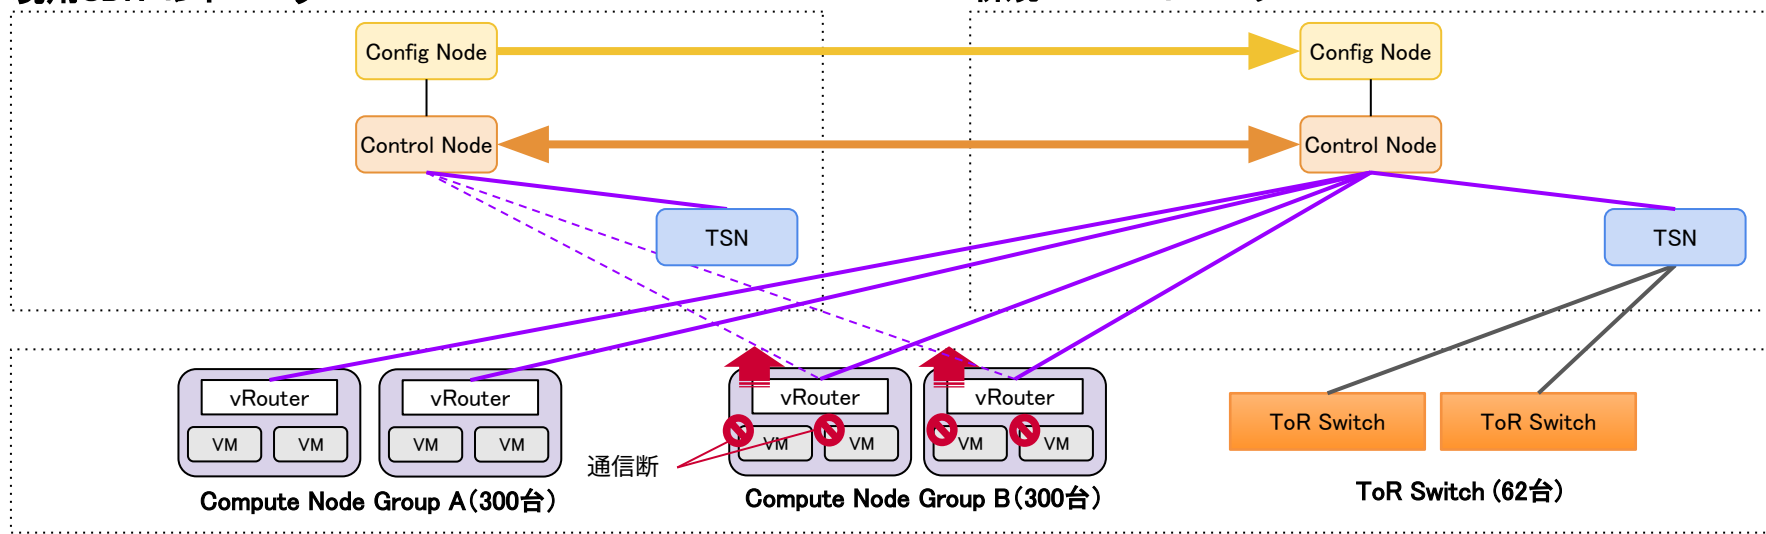 Config Node
Config Node
Control Node
Control Node
TSN
TSN
vRouter
vRouter
vRouter
vRouter
ToR Switch
ToR Switch
VM
VM
VM
VM
VM
VM
VM
VM
通信断
Compute Node Group A(300台)
Compute Node Group B(300台)
ToR Switch (62台)